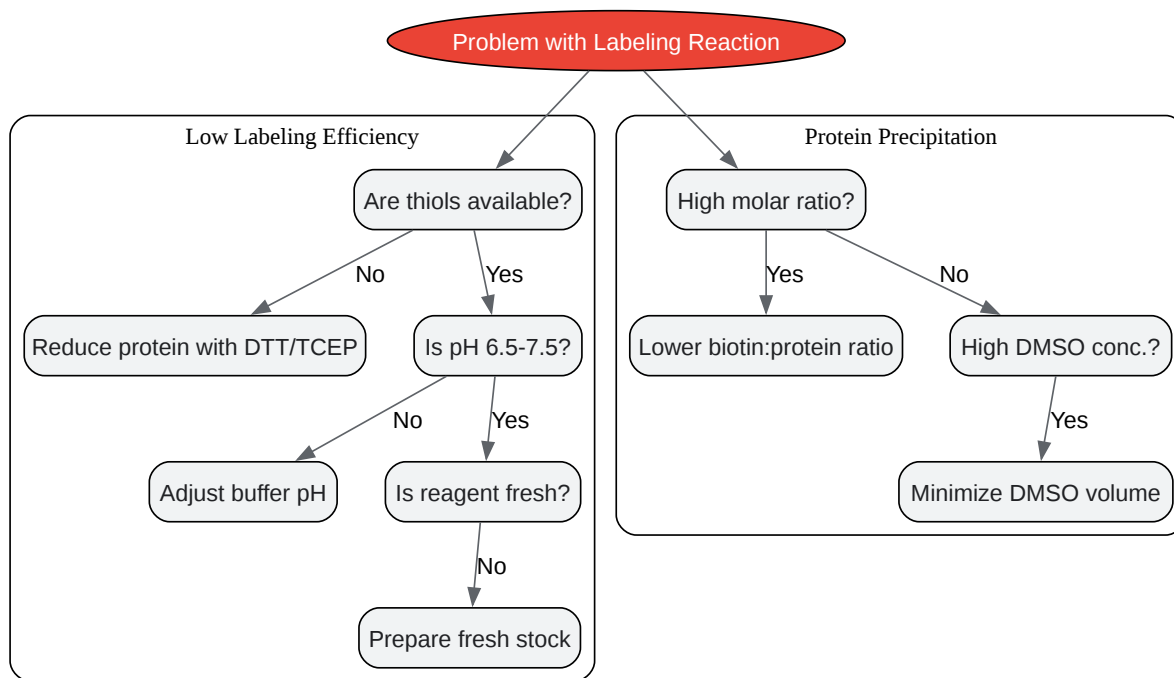 Problem with Labeling Reaction
Low Labeling Efficiency
Protein Precipitation
Are thiols available?
High molar ratio?
No
Yes
Yes
No
Reduce protein with DTT/TCEP
Is pH 6.5-7.5?
Lower biotin:protein ratio
High DMSO conc.?
No
Yes
Yes
Adjust buffer pH
Is reagent fresh?
Minimize DMSO volume
No
Prepare fresh stock